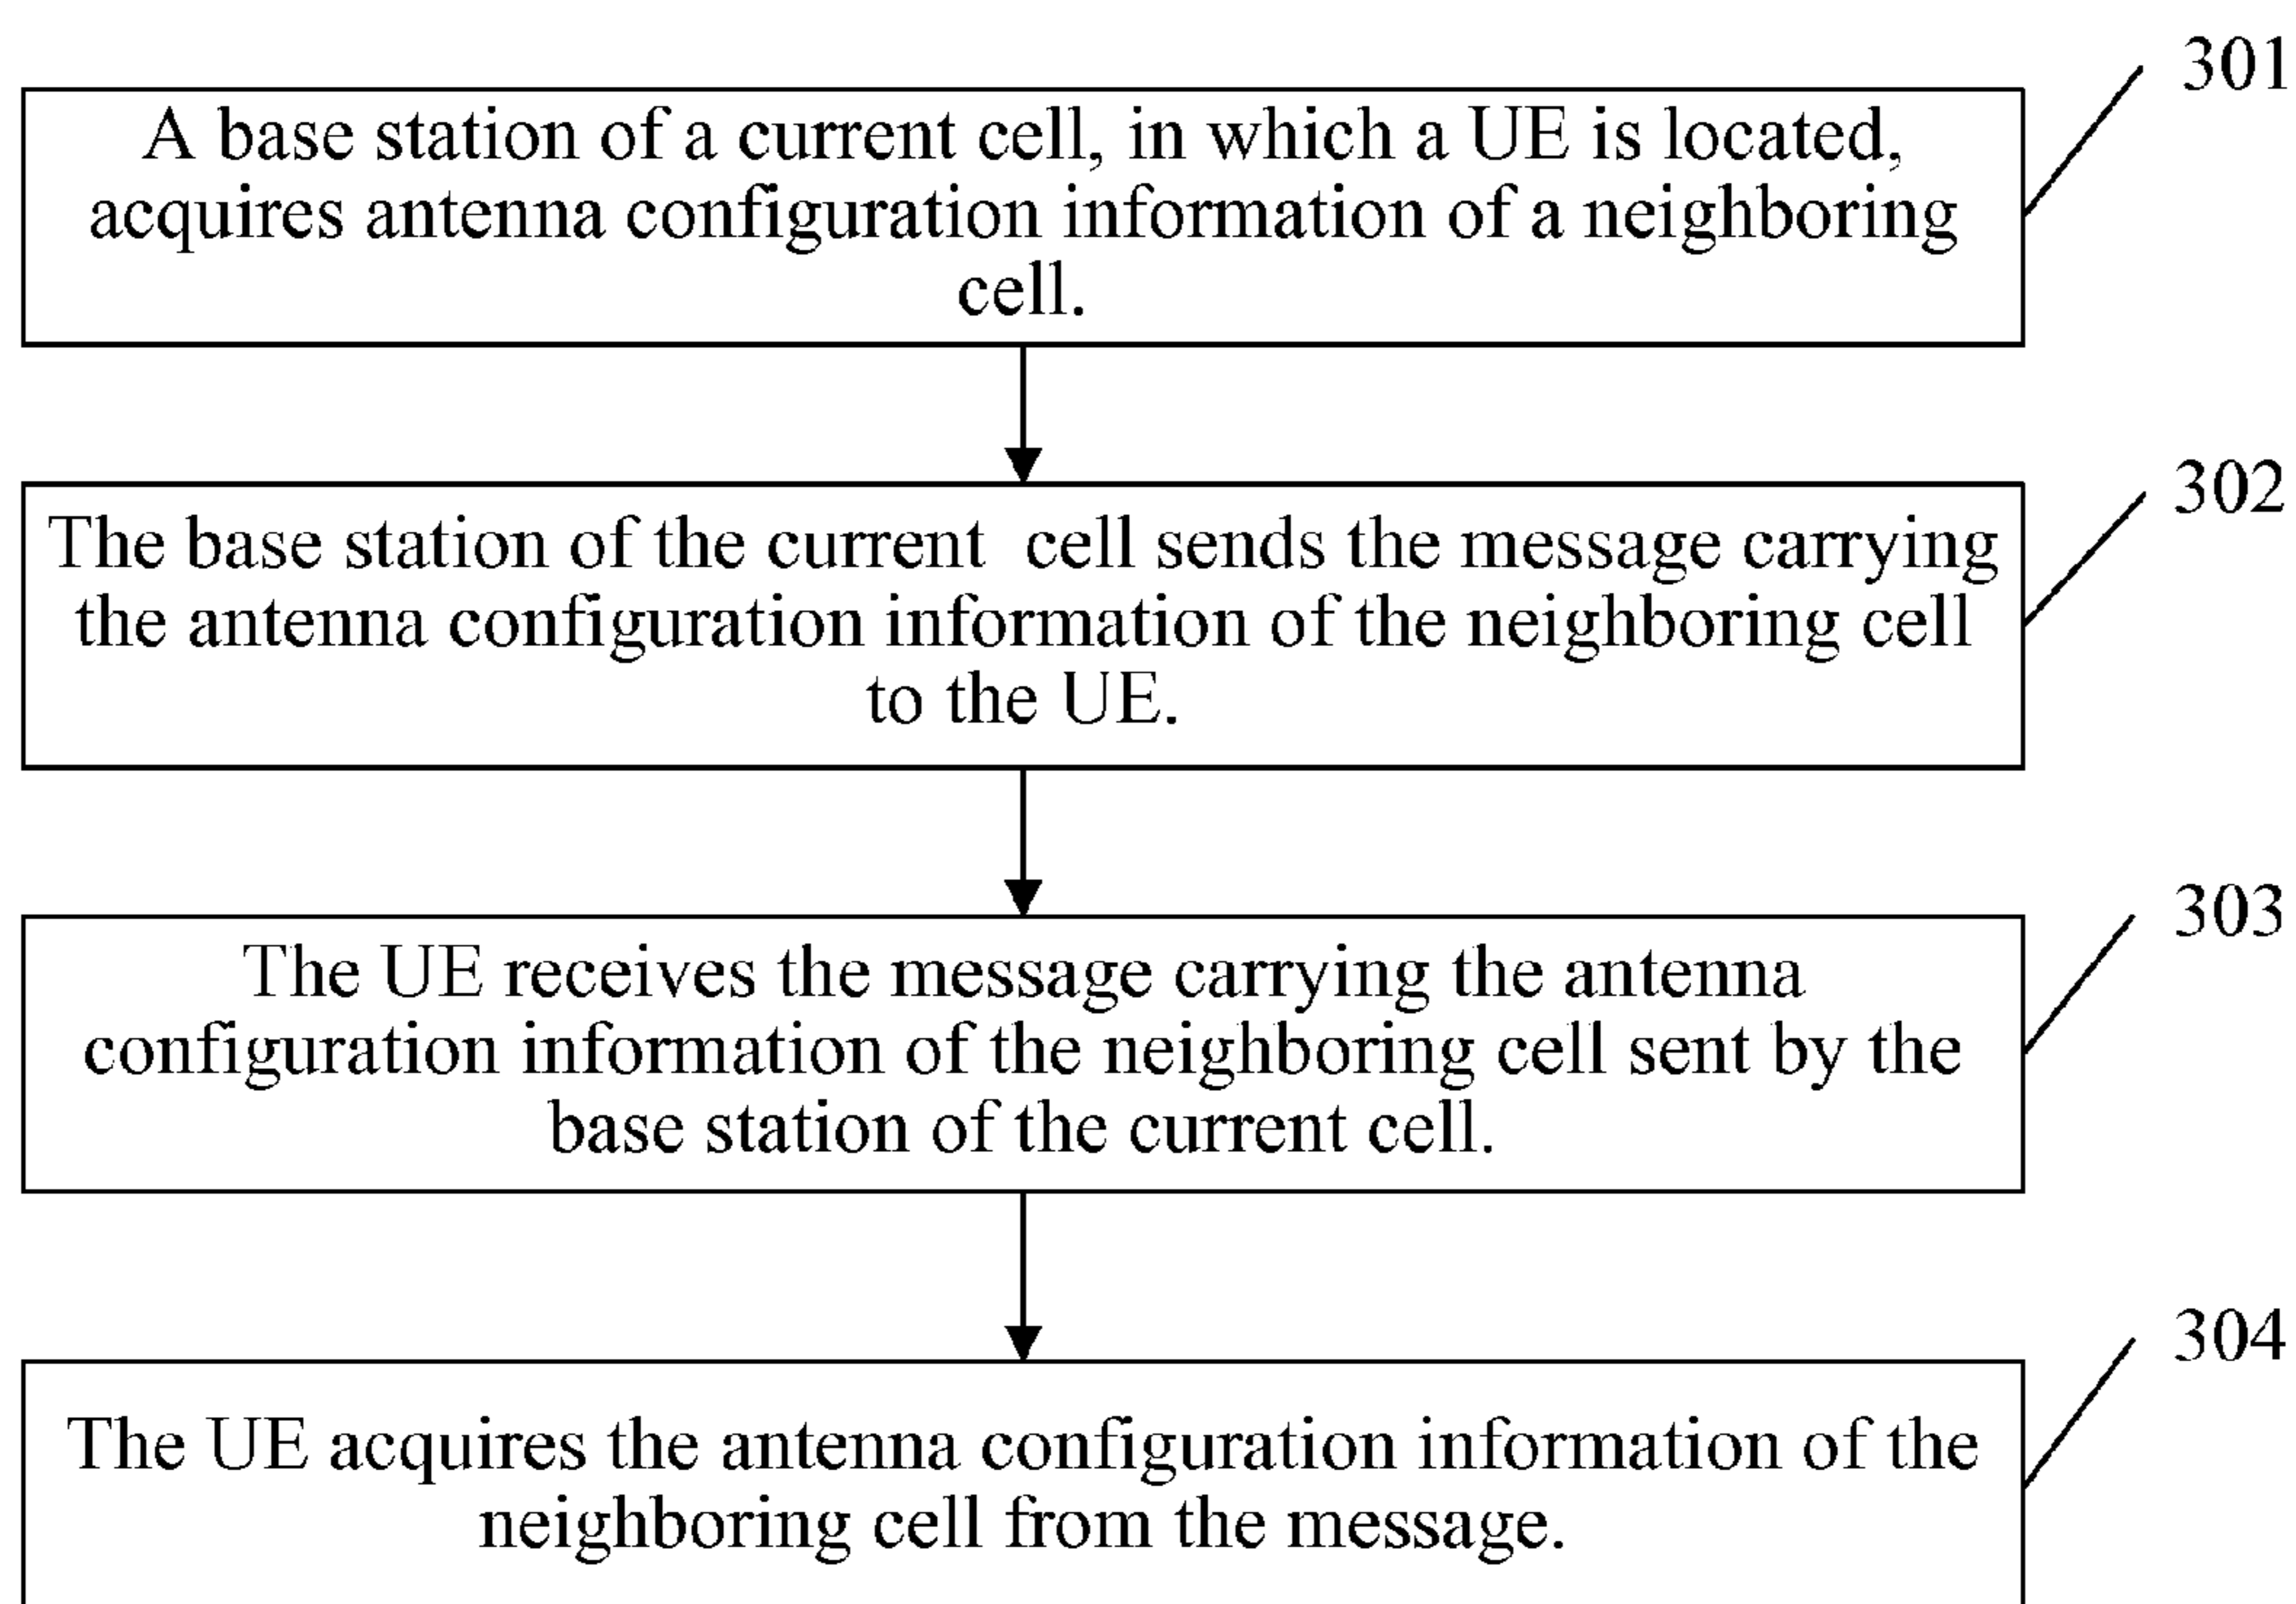 301
A base station of a current cell, in which a UE is located,
acquires antenna configuration information of a neighboring
cell.
302
The base station of the current cell sends the message carrying
the antenna configuration information of the neighboring cell
to the UE.
303
The UE receives the message carrying the antenna
configuration information of the neighboring cell sent by the
base station of the current cell.
304
The UE acquires the antenna configuration information of the
neighboring cell from the message.